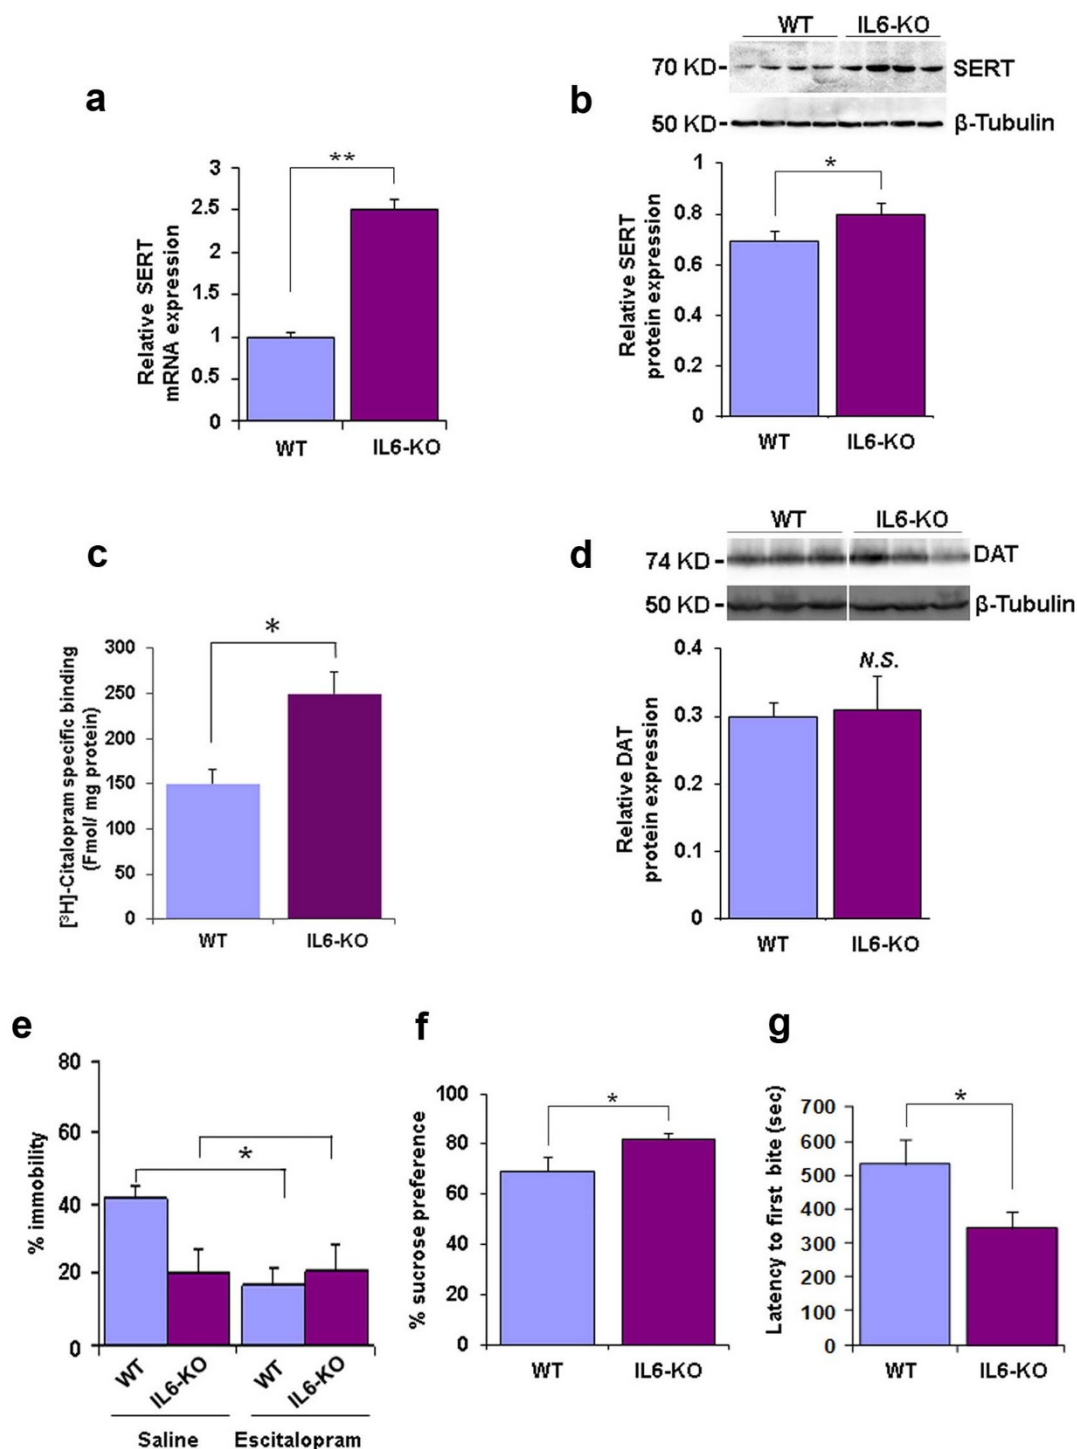 a
Relative SERT
mRNA expression
3
2.5
2
1.5
1
0.5
0
**
WT IL6-KO
b
WT IL6-KO
70 KD- SERT
50 KD- β-Tubulin
Relative SERT
protein expression
1
0.8
0.6
0.4
0.2
0
*
WT IL6-KO
c
[³H]-Citalopram specific binding
(Fmol/ mg protein)
300
250
200
150
100
50
0
*
WT IL6-KO
d
WT IL6-KO
74 KD- DAT
50 KD- β-Tubulin
Relative DAT
protein expression
0.4
0.3
0.2
0.1
0
N.S.
WT IL6-KO
e
% immobility
80
60
40
20
0
*
WT IL6-KO WT IL6-KO
Saline Escitalopram
f
% sucrose preference
100
80
60
40
20
0
*
WT IL6-KO
g
Latency to first bite (sec)
700
600
500
400
300
200
100
0
*
WT IL6-KO